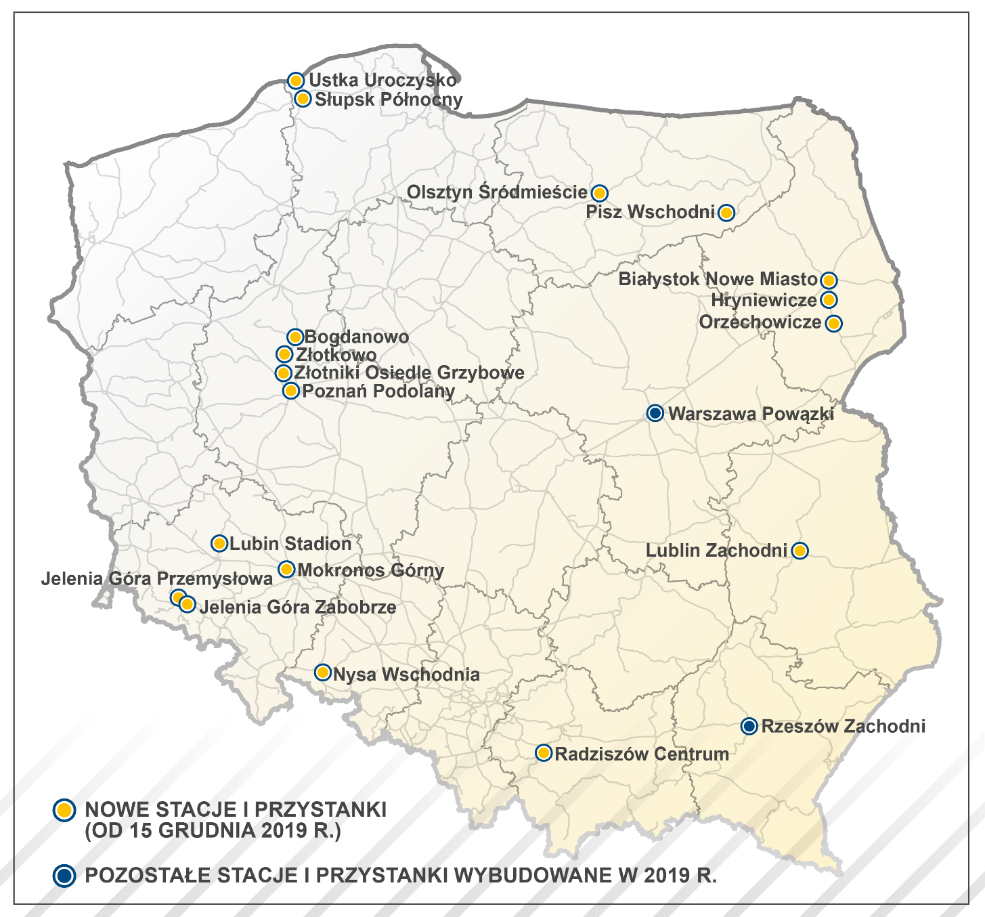 Ustka Uroczysko
Słupsk Północny
Olsztyn Śródmieście
Pisz Wschodni
Białystok Nowe Miasto
Hryniewicze
Orzechowicze
Bogdanowo
Złotkowo
Złotniki Osiedle Grzybowe
Poznań Podolany
Warszawa Powązki
Lubin Stadion
Lublin Zachodni
Mokronos Górny
Jelenia Góra Przemysłowa
Jelenia Góra Zabobrze
Nysa Wschodnia
Rzeszów Zachodni
Radziszów Centrum
NOWE STACJE I PRZYSTANKI
(OD 15 GRUDNIA 2019 R.)
POZOSTAŁE STACJE I PRZYSTANKI WYBUDOWANE W 2019 R.